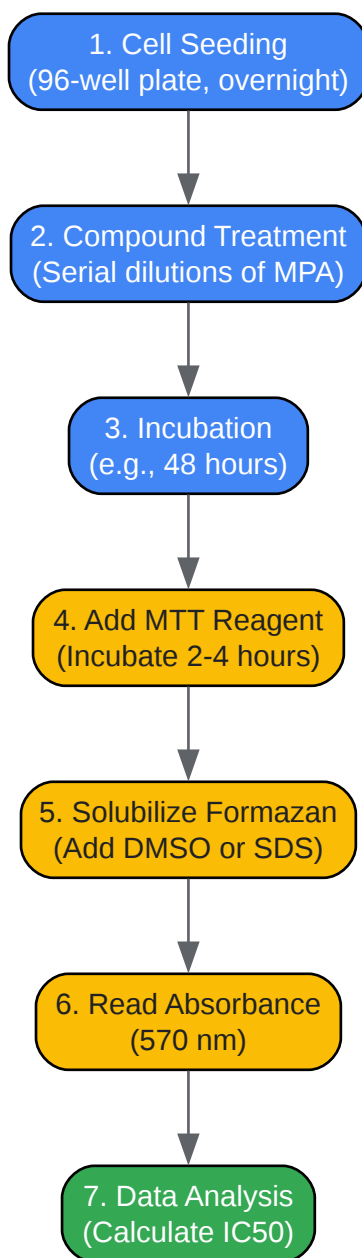 1. Cell Seeding
(96-well plate, overnight)
2. Compound Treatment
(Serial dilutions of MPA)
3. Incubation
(e.g., 48 hours)
4. Add MTT Reagent
(Incubate 2-4 hours)
5. Solubilize Formazan
(Add DMSO or SDS)
6. Read Absorbance
(570 nm)
7. Data Analysis
(Calculate IC50)